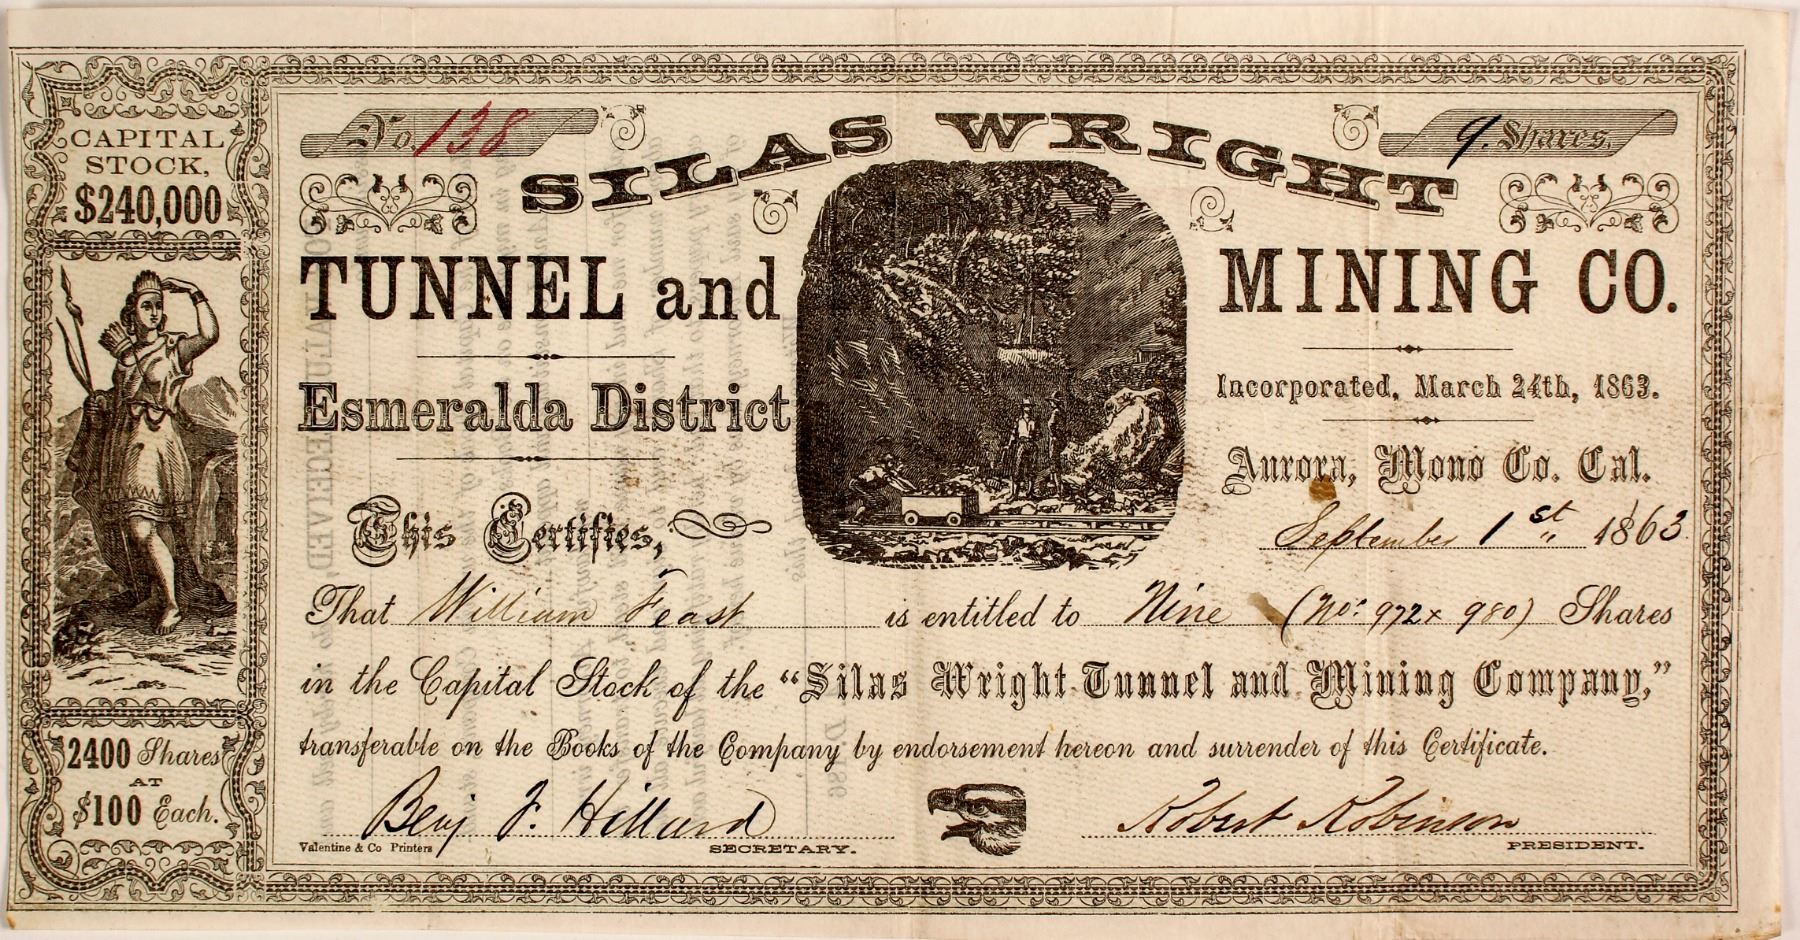 CAPITAL
STOCK,
$240,000
2400 Shares
AT
$100 Each.
No. 138
9. Shares.
SILAS WRIGHT
TUNNEL and MINING CO.
Esmeralda District
Incorporated, March 24th, 1863.
Aurora, Mono Co. Cal.
This Certifies,
September 1st 1863
That William Feast is entitled to Nine (No. 972 x 980) Shares
in the Capital Stock of the "Silas Wright Tunnel and Mining Company,"
transferable on the Books of the Company by endorsement hereon and surrender of this Certificate.
Benj F. Hillard
Robert Robinson
Valentine & Co Printers
SECRETARY.
PRESIDENT.